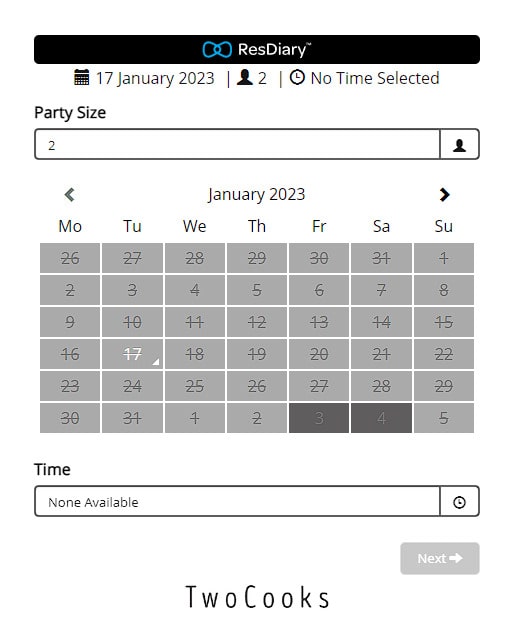 ResDiary™
17 January 2023 | 2 | No Time Selected
Party Size
2
January 2023
Mo Tu We Th Fr Sa Su
26 27 28 29 30 31 1
2 3 4 5 6 7 8
9 10 11 12 13 14 15
16 17 18 19 20 21 22
23 24 25 26 27 28 29
30 31 1 2 3 4 5
Time
None Available
Next
TwoCooks